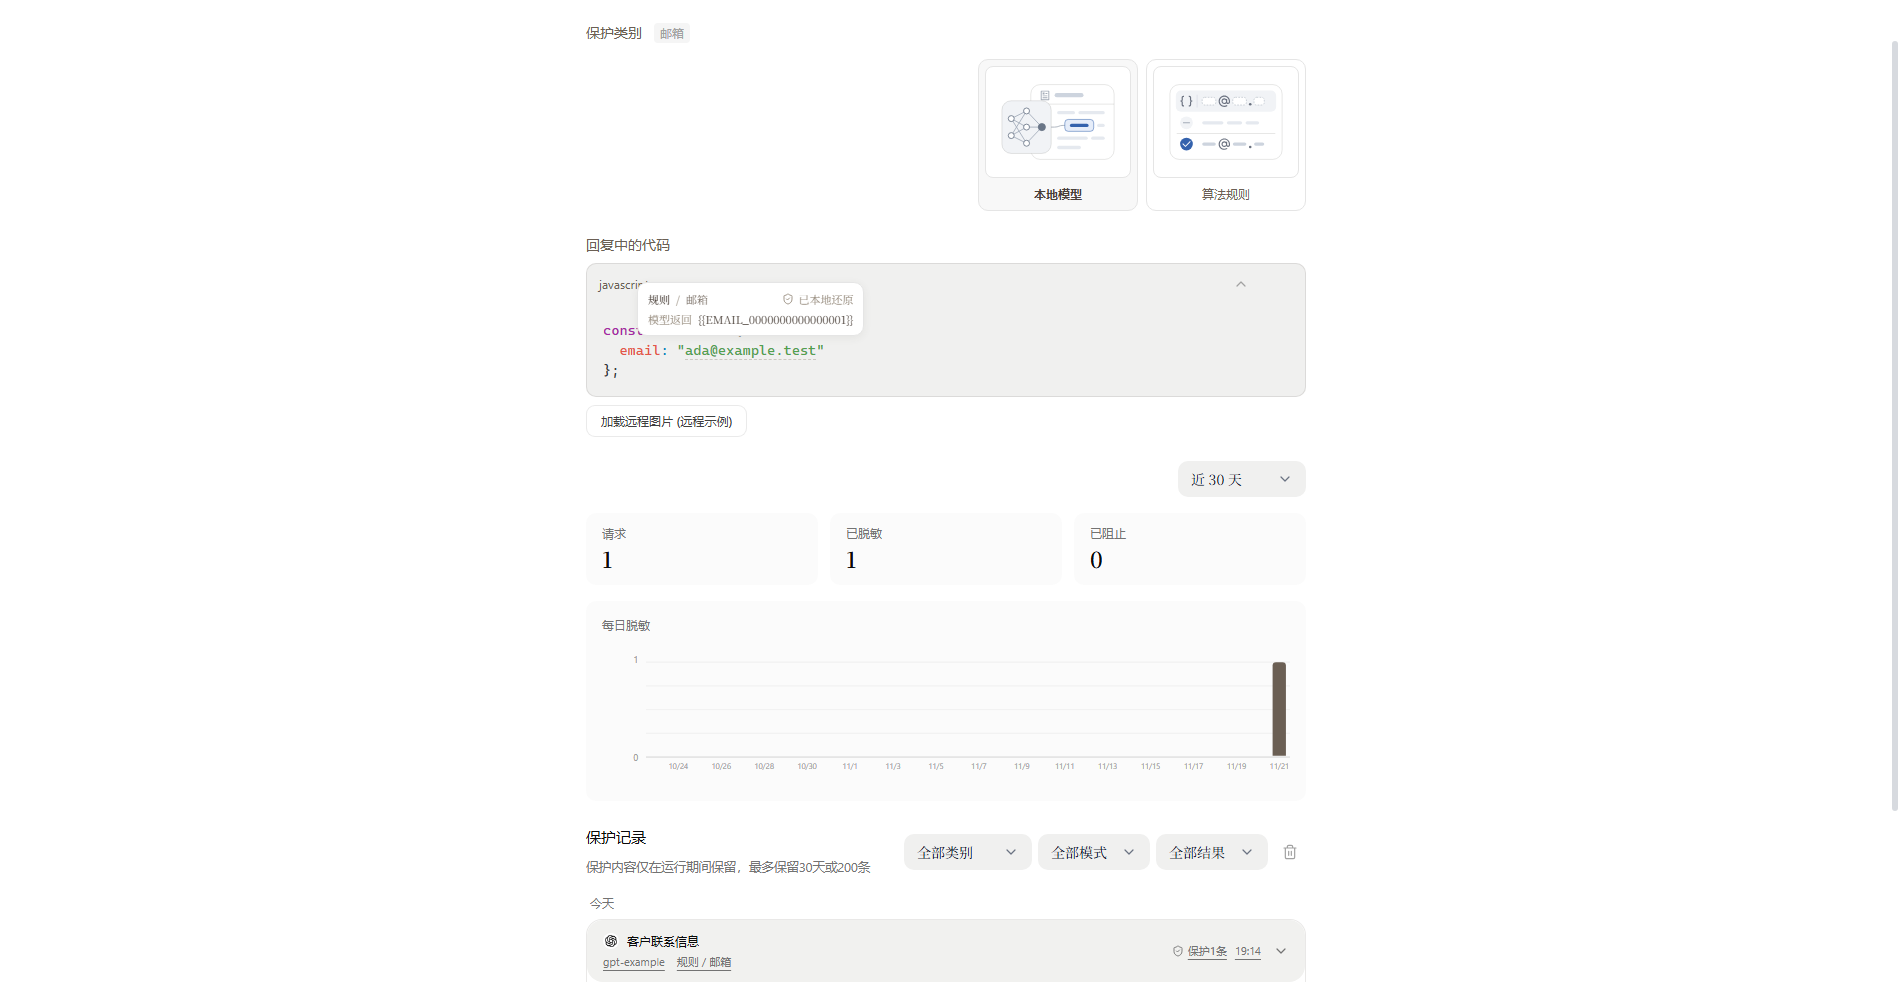 保护类别 邮箱
{} @ .
@ .
本地模型 算法规则
回复中的代码
javascript
规则 / 邮箱 已本地还原
模型返回 {{EMAIL_0000000000000001}}
const
email: "ada@example.test"
};
加载远程图片 (远程示例)
近 30 天
请求 已脱敏 已阻止
1 1 0
每日脱敏
1
0
10/24 10/26 10/28 10/30 11/1 11/3 11/5 11/7 11/9 11/11 11/13 11/15 11/17 11/19 11/21
保护记录
全部类别 全部模式 全部结果
保护内容仅在运行期间保留，最多保留30天或200条
今天
客户联系信息
保护1条 19:14
gpt-example 规则 / 邮箱